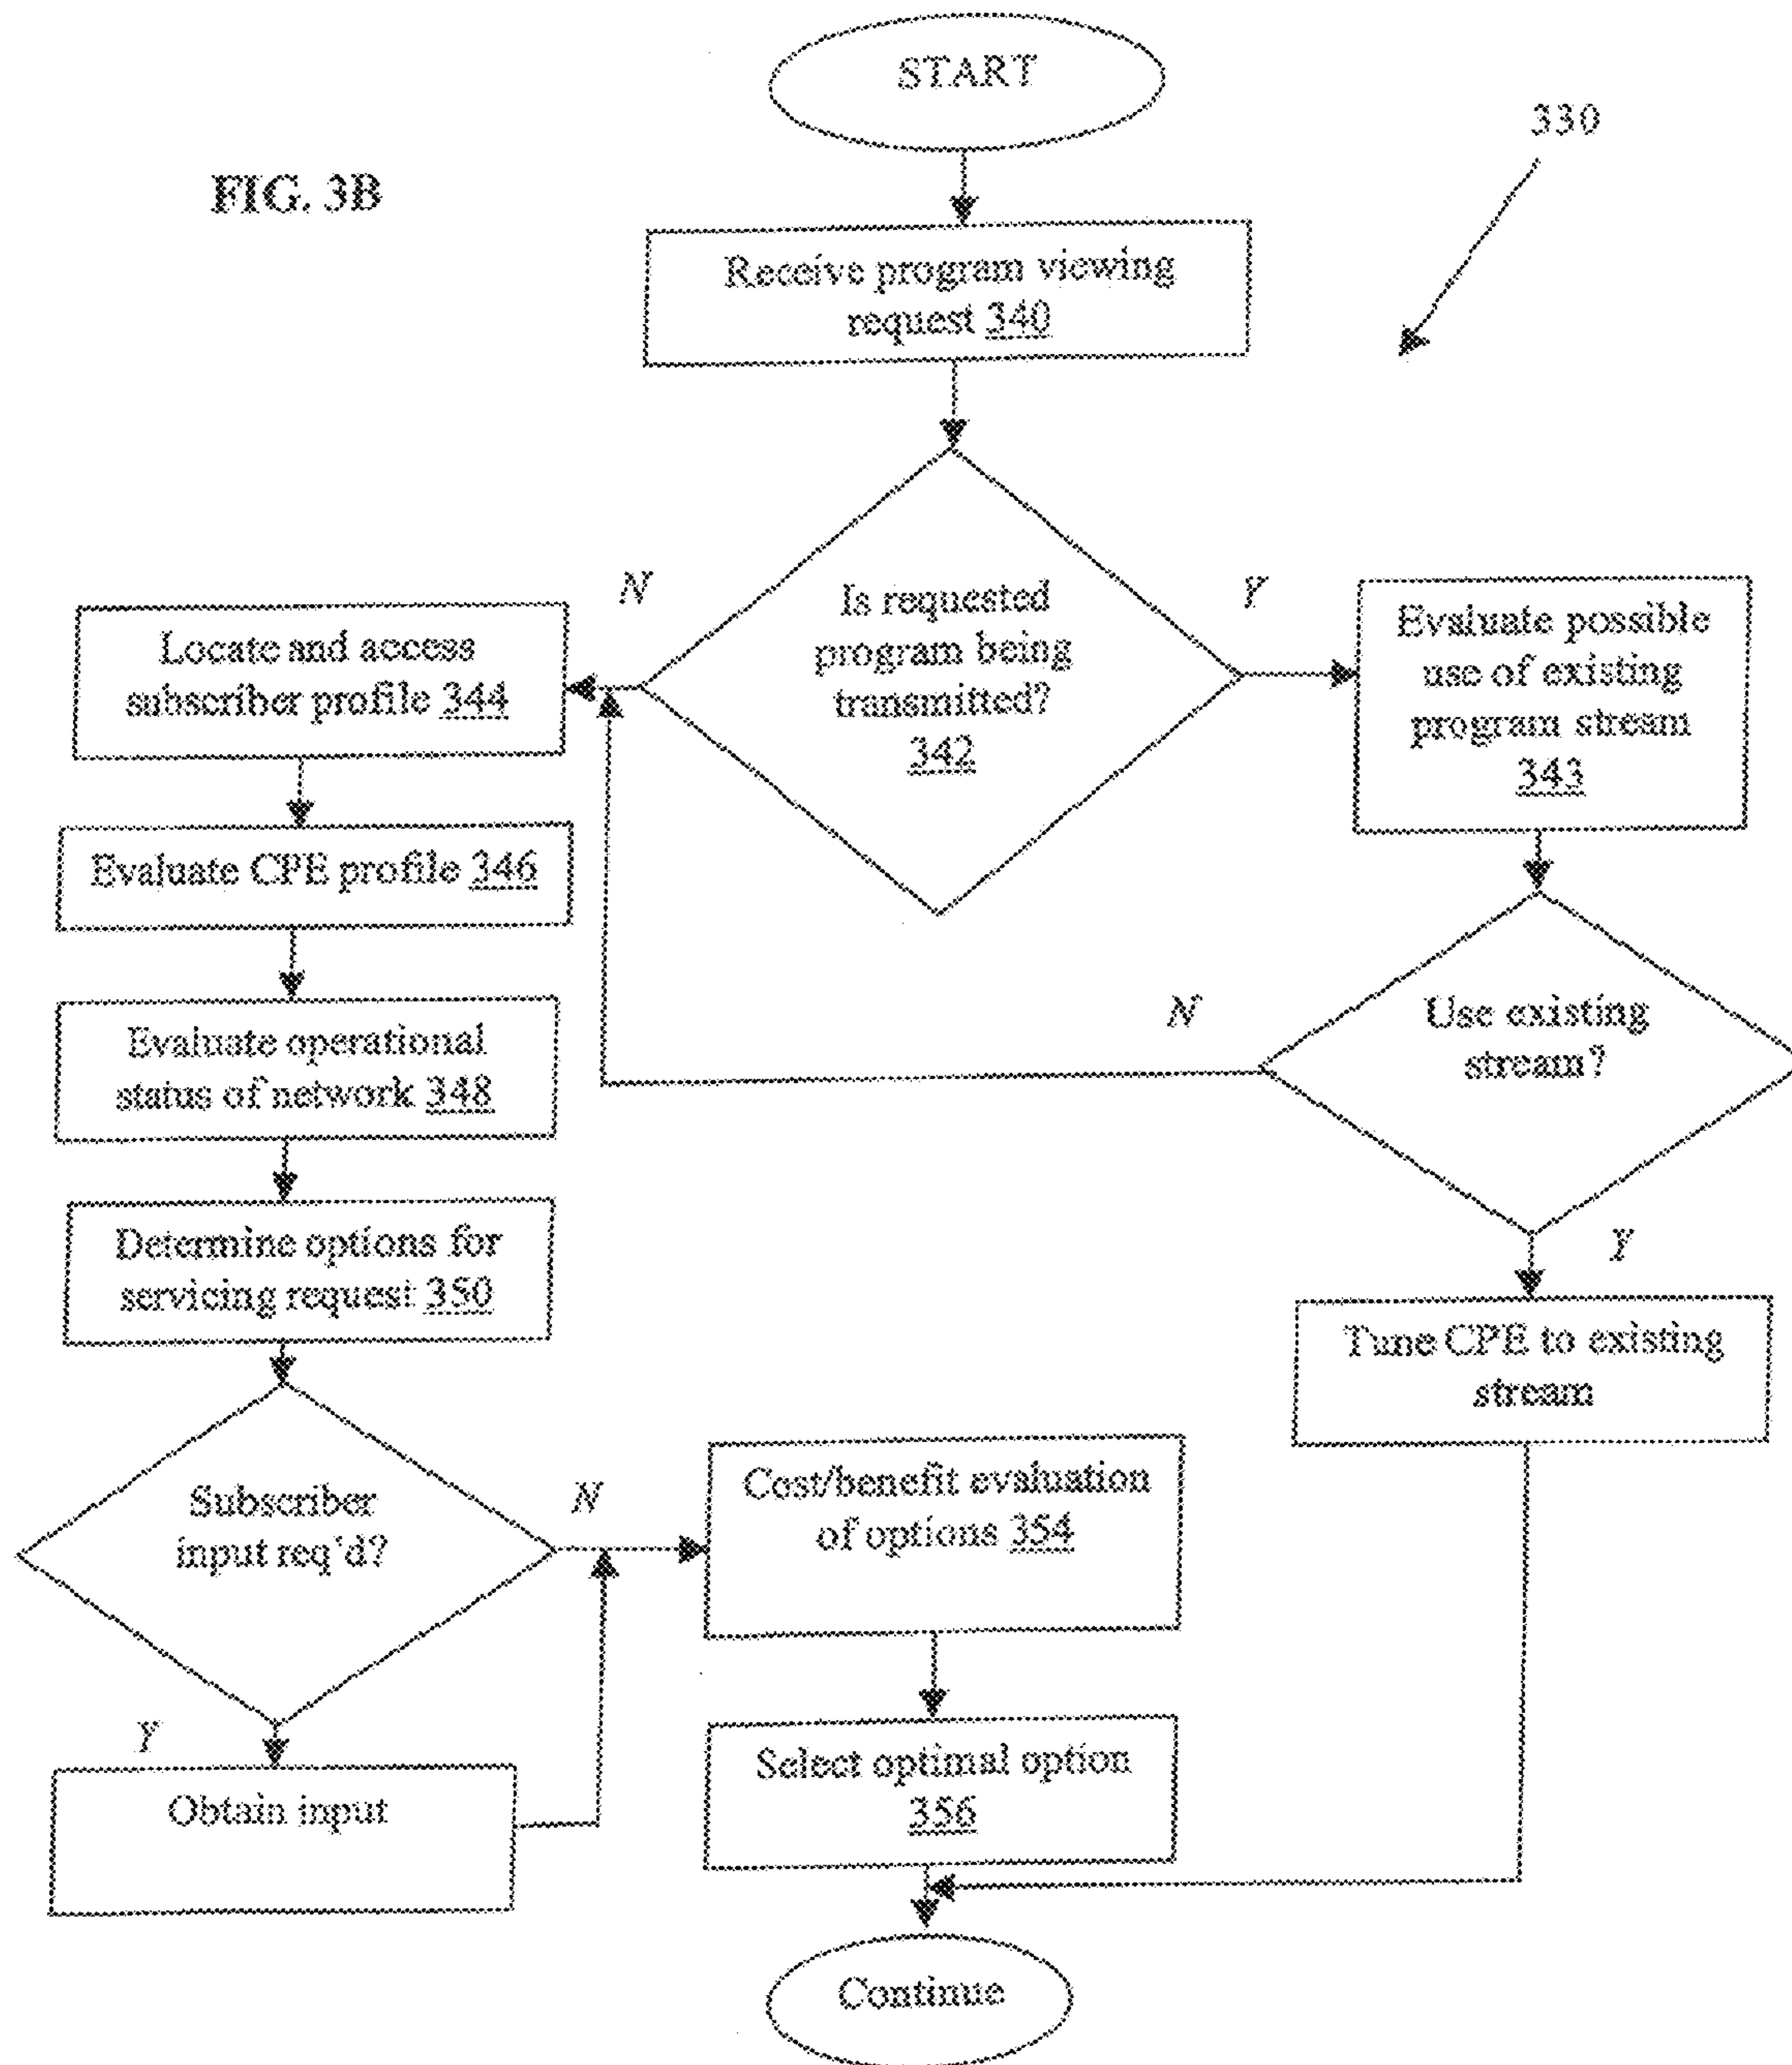 START
330
FIG. 3B
Receive program viewing
request 340
N
Y
Is requested
program being
transmitted?
342
Locate and access
subscriber profile 344
Evaluate possible
use of existing
program stream
343
Evaluate CPE profile 346
Evaluate operational
status of network 348
N
Use existing
stream?
Y
Determine options for
servicing request 350
Tune CPE to existing
stream
Subscriber
input req'd?
N
Cost/benefit evaluation
of options 354
Y
Obtain input
Select optimal option
356
Continue